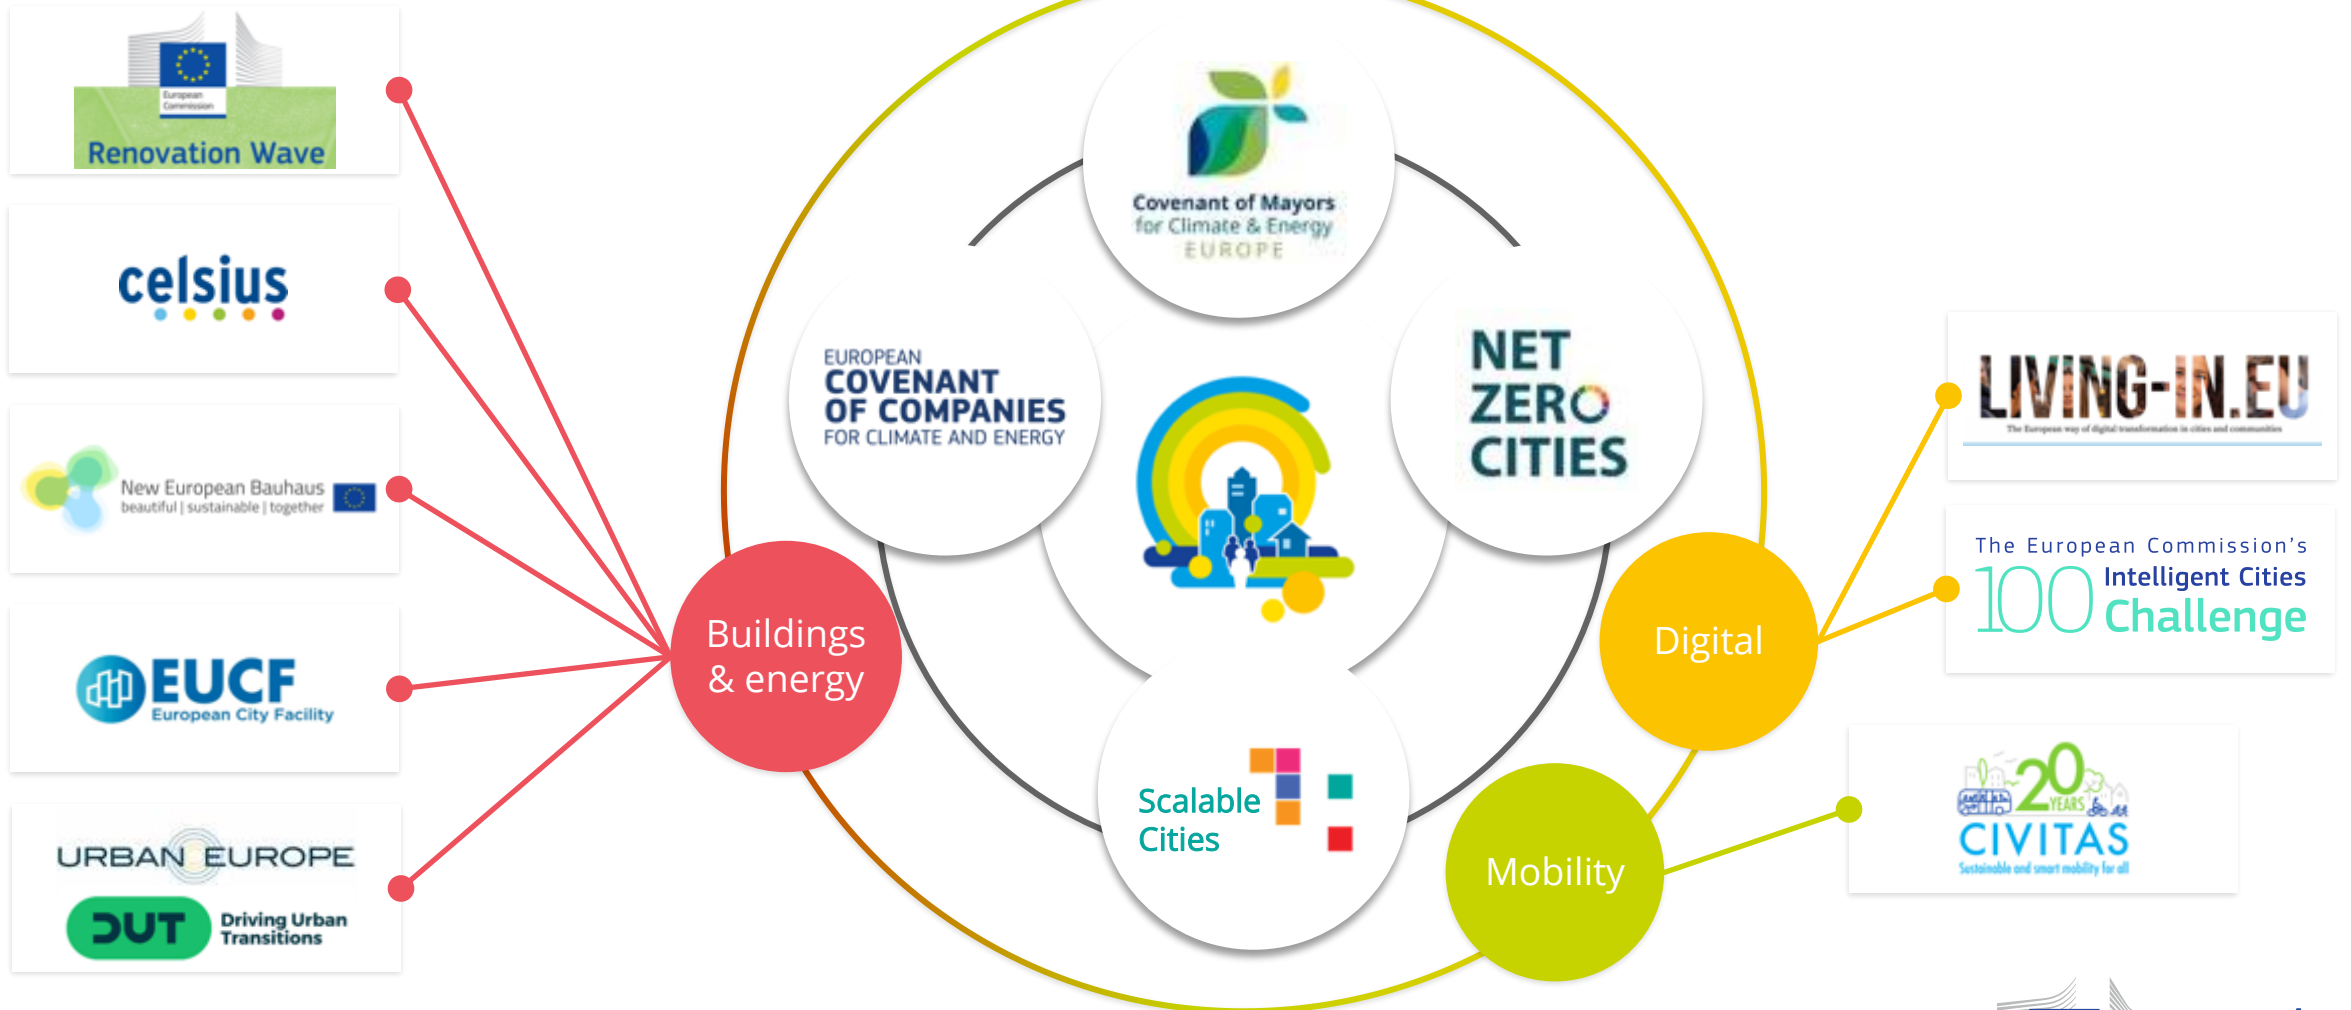 European
Commission
Renovation Wave
celsius
New European Bauhaus
beautiful | sustainable | together
EUCF
European City Facility
URBAN EUROPE
DUT
Driving Urban
Transitions
Buildings
& energy
Covenant of Mayors
for Climate & Energy
EUROPE
EUROPEAN
COVENANT
OF COMPANIES
FOR CLIMATE AND ENERGY
NET
ZERO
CITIES
Scalable
Cities
Digital
Mobility
LIVING-IN.EU
The European way of digital transformation in cities and communities
The European Commission's
100 Intelligent Cities
Challenge
20
YEARS
CIVITAS
Sustainable and smart mobility for all